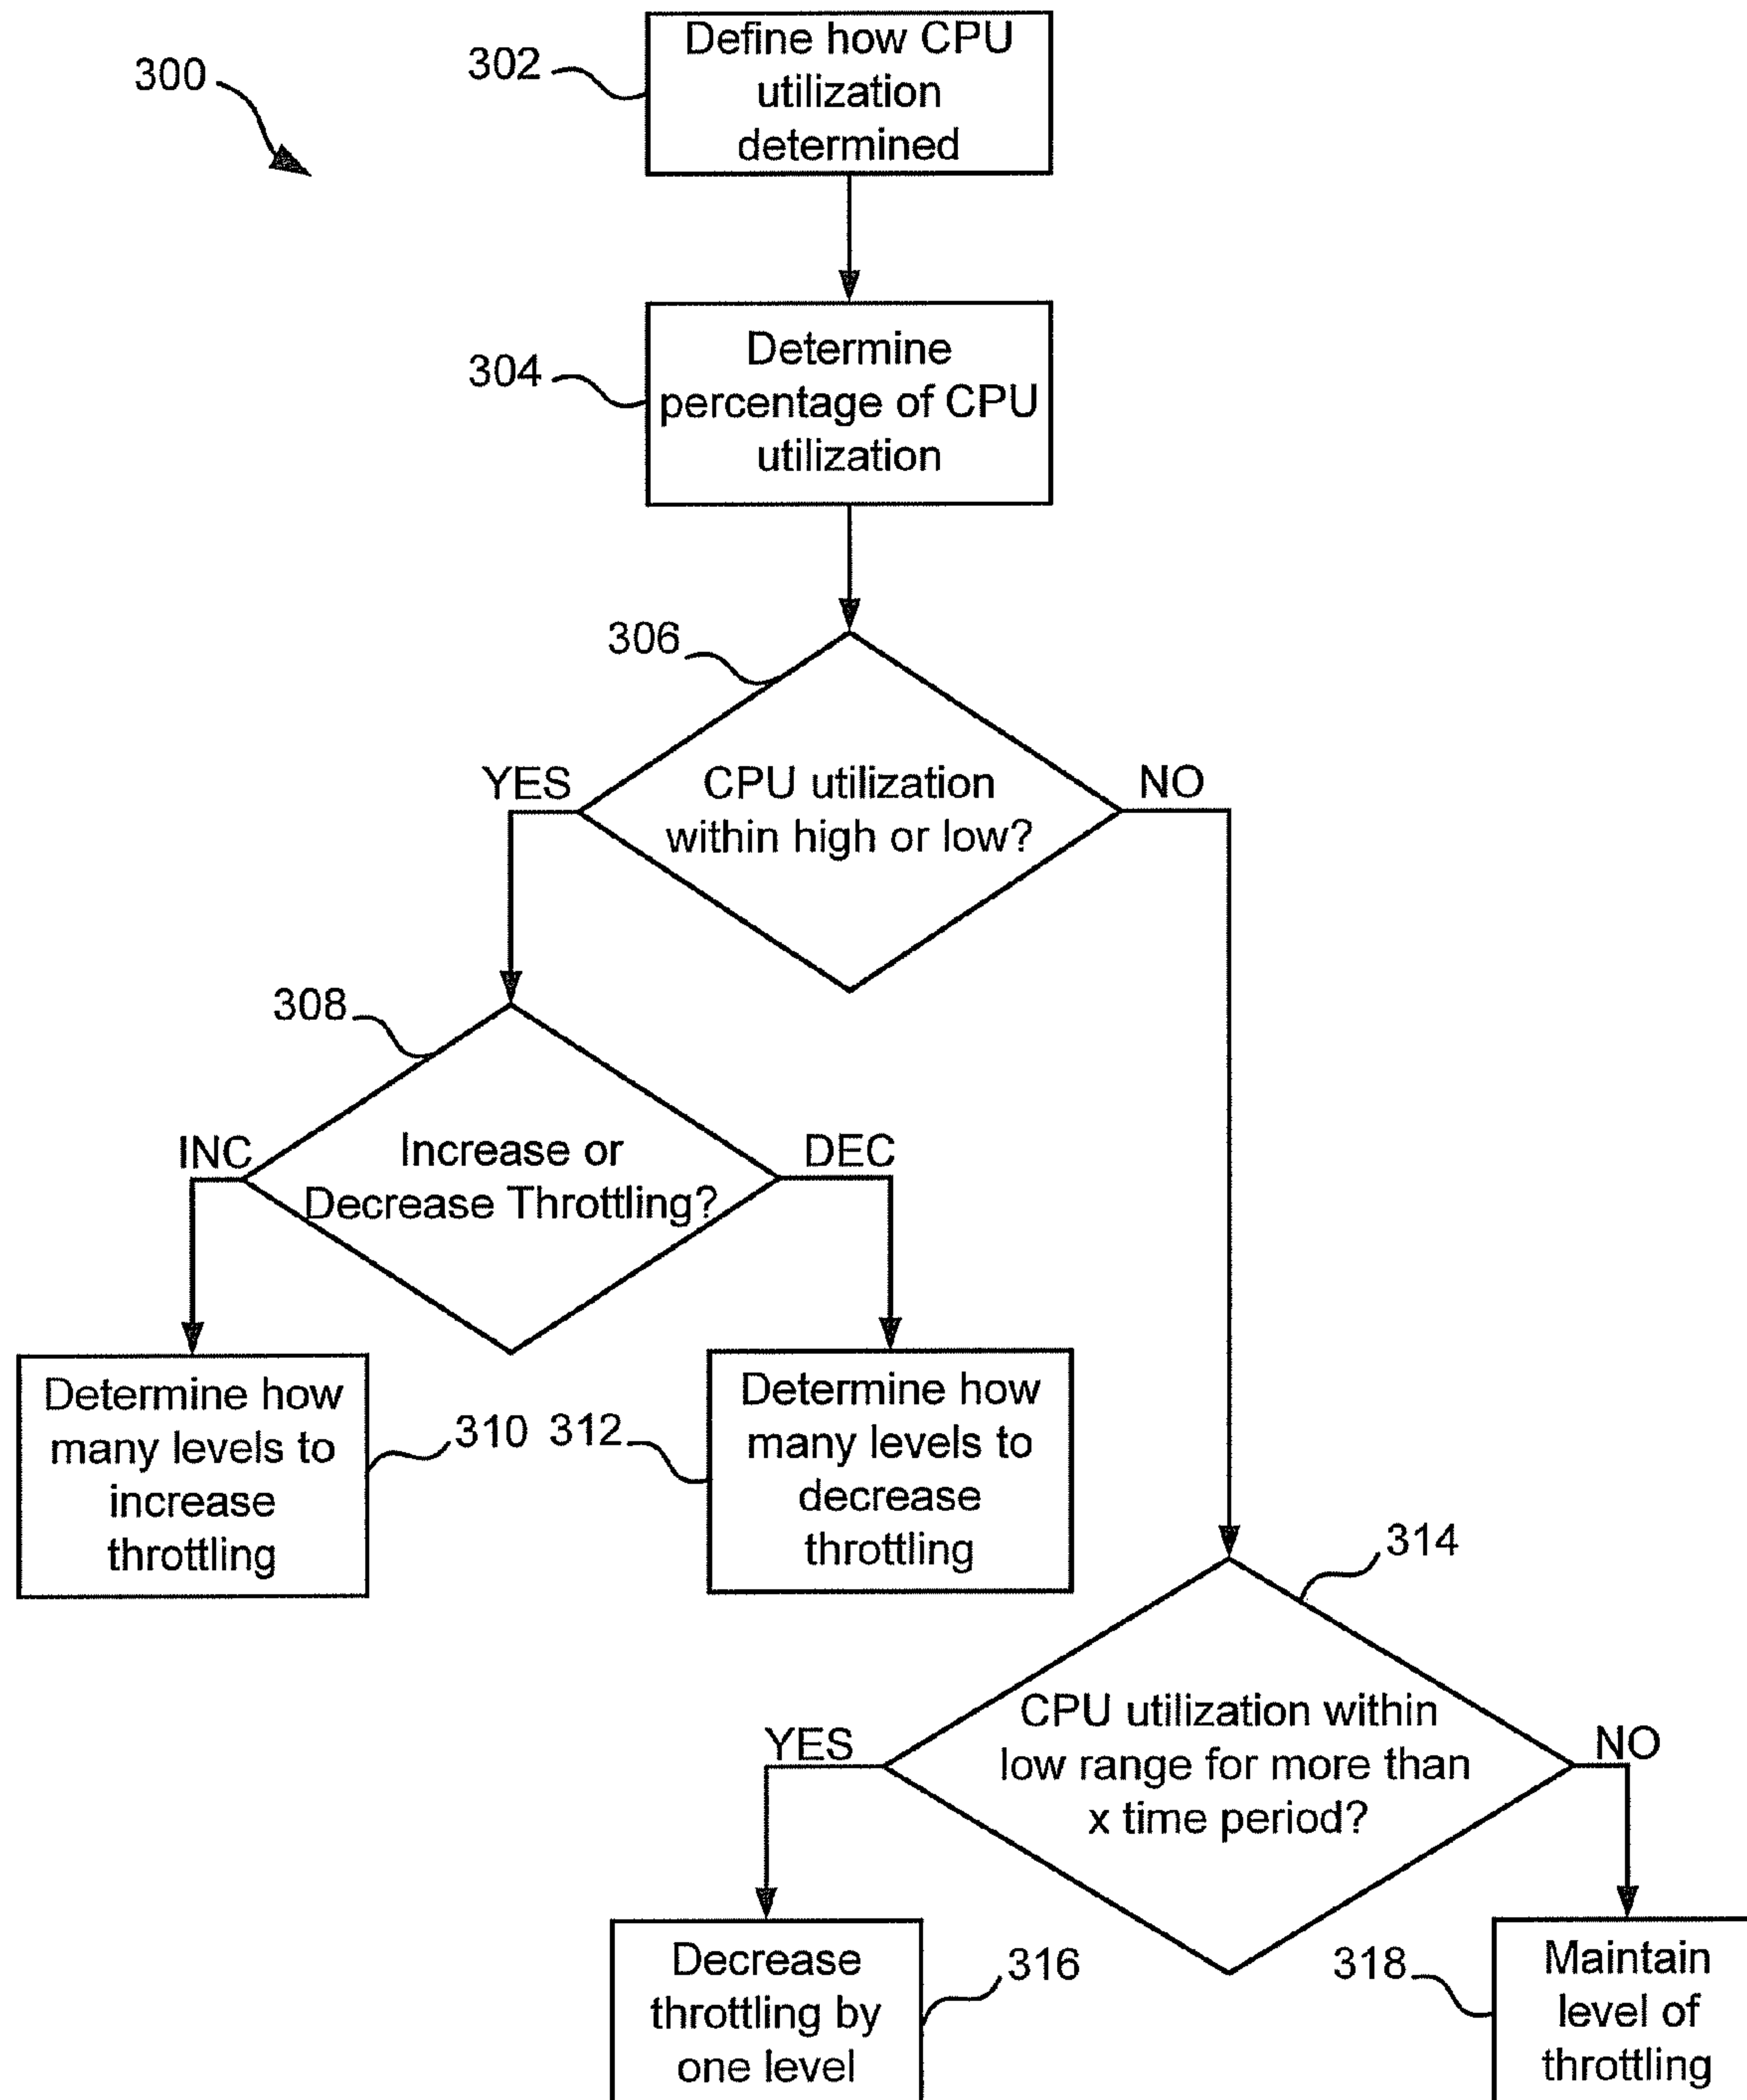 300
302
Define how CPU
utilization
determined
304
Determine
percentage of CPU
utilization
306
CPU utilization
within high or low?
YES
NO
308
Increase or
Decrease Throttling?
INC
DEC
Determine how
many levels to
increase
throttling
310
312
Determine how
many levels to
decrease
throttling
314
CPU utilization within
low range for more than
x time period?
YES
NO
Decrease
throttling by
one level
316
318
Maintain
level of
throttling